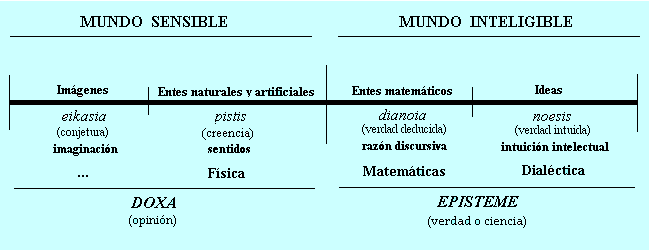 MUNDO SENSIBLE MUNDO INTELIGIBLE
Imágenes Entes naturales y artificiales Entes matemáticos Ideas
eikasia pistis dianoia noesis
(conjetura) (creencia) (verdad deducida) (verdad intuida)
imaginación sentidos razón discursiva intuición intelectual
... Física Matemáticas Dialéctica
DOXA EPISTEME
(opinión) (verdad o ciencia)